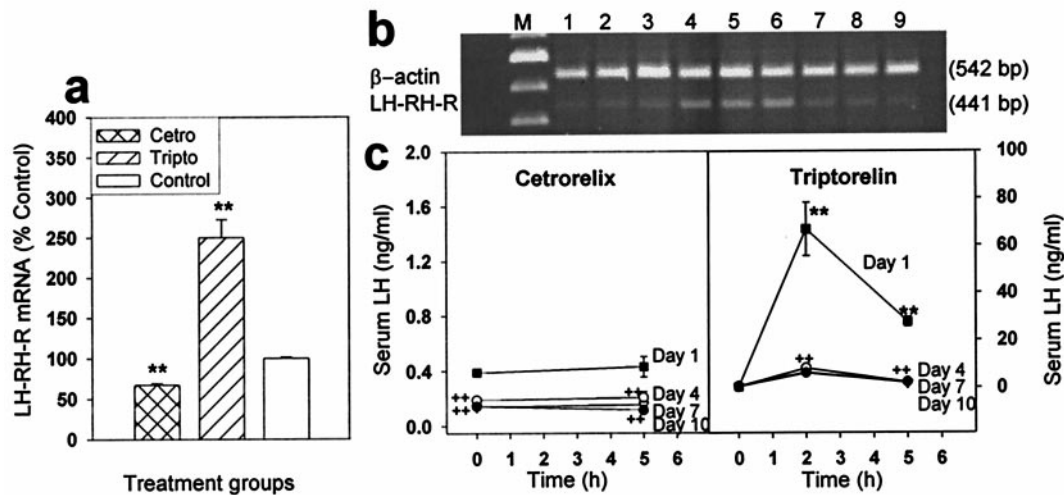 a
LH-RH-R mRNA (% Control)
400
350
300
250
200
150
100
50
0
Cetro
Tripto
Control
**
**
Treatment groups
b
M 1 2 3 4 5 6 7 8 9
β-actin (542 bp)
LH-RH-R (441 bp)
c
Serum LH (ng/ml)
2.0
1.6
1.2
0.8
0.4
0.0
Cetrorelix
Day 1
++
++
++ Day 4
Day 7
++ Day 10
0 1 2 3 4 5 6
Time (h)
Triptorelin
**
Day 1
**
++
++ Day 4
Day 7
Day 10
0 1 2 3 4 5 6
Time (h)
100
80
60
40
20
0
Serum LH (ng/ml)